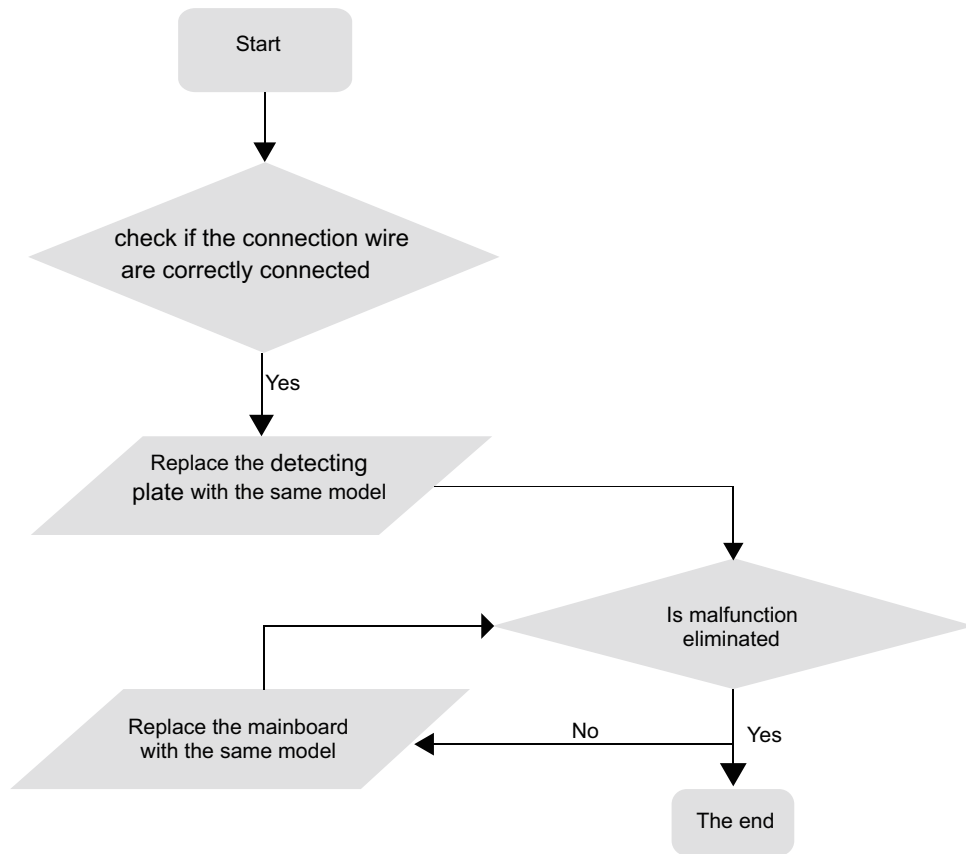 Start
check if the connection wire
are correctly connected
Yes
Replace the detecting
plate with the same model
Is malfunction
eliminated
Replace the mainboard
with the same model
No
Yes
The end